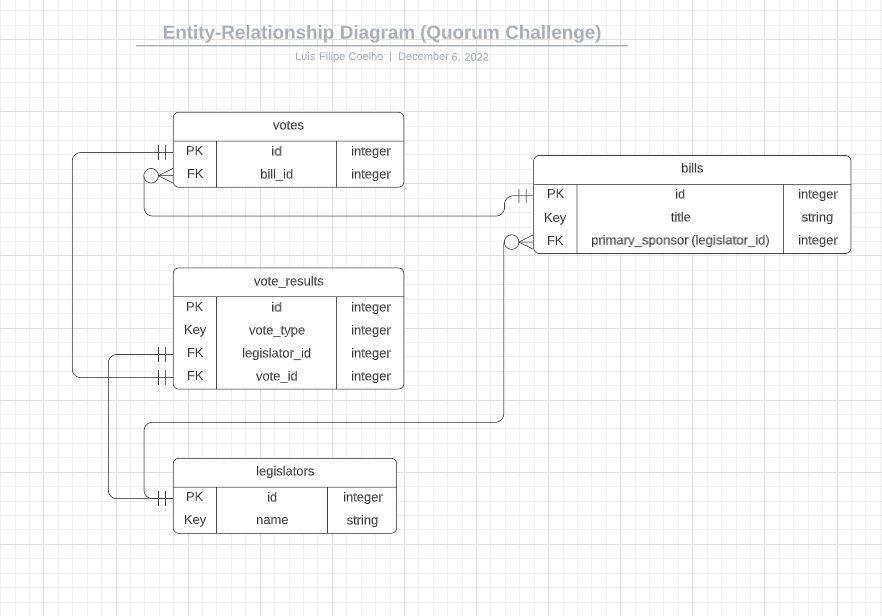 Entity-Relationship Diagram (Quorum Challenge)
Luis Filipe Coelho | December 6, 2022
votes
PK id integer
FK bill_id integer
bills
PK id integer
Key title string
FK primary_sponsor (legislator_id) integer
vote_results
PK id integer
Key vote_type integer
FK legislator_id integer
FK vote_id integer
legislators
PK id integer
Key name string